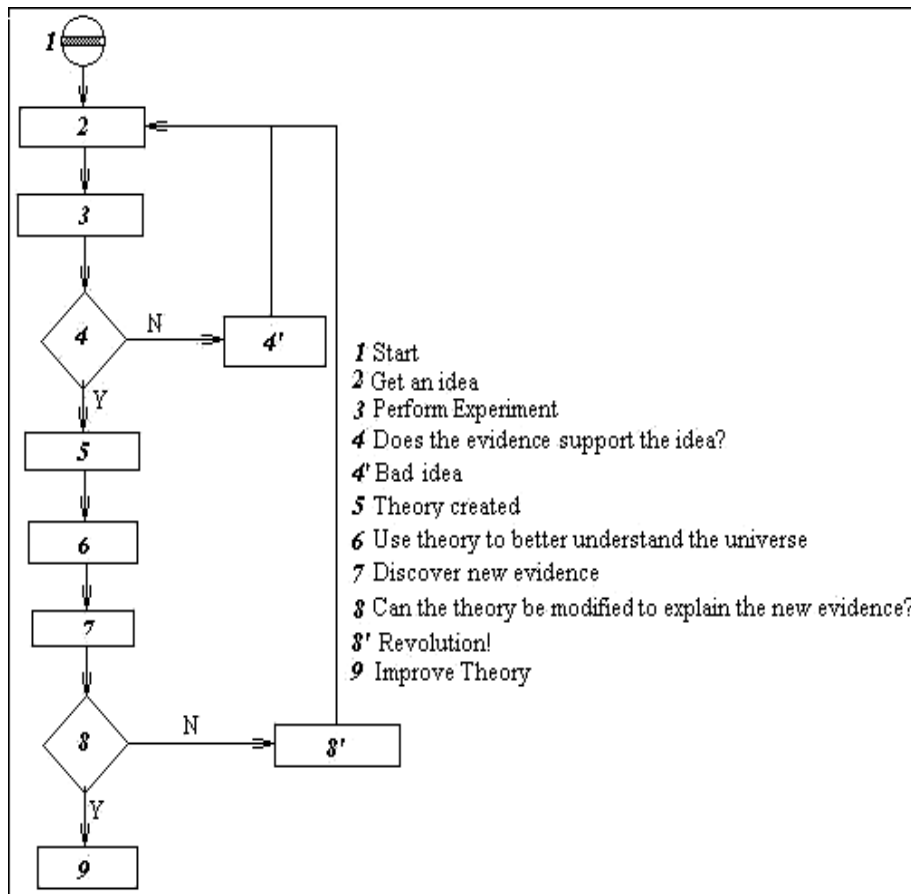 1
2
3
4
N
4'
Y
5
6
7
8
N
8'
Y
9
1 Start
2 Get an idea
3 Perform Experiment
4 Does the evidence support the idea?
4' Bad idea
5 Theory created
6 Use theory to better understand the universe
7 Discover new evidence
8 Can the theory be modified to explain the new evidence?
8' Revolution!
9 Improve Theory